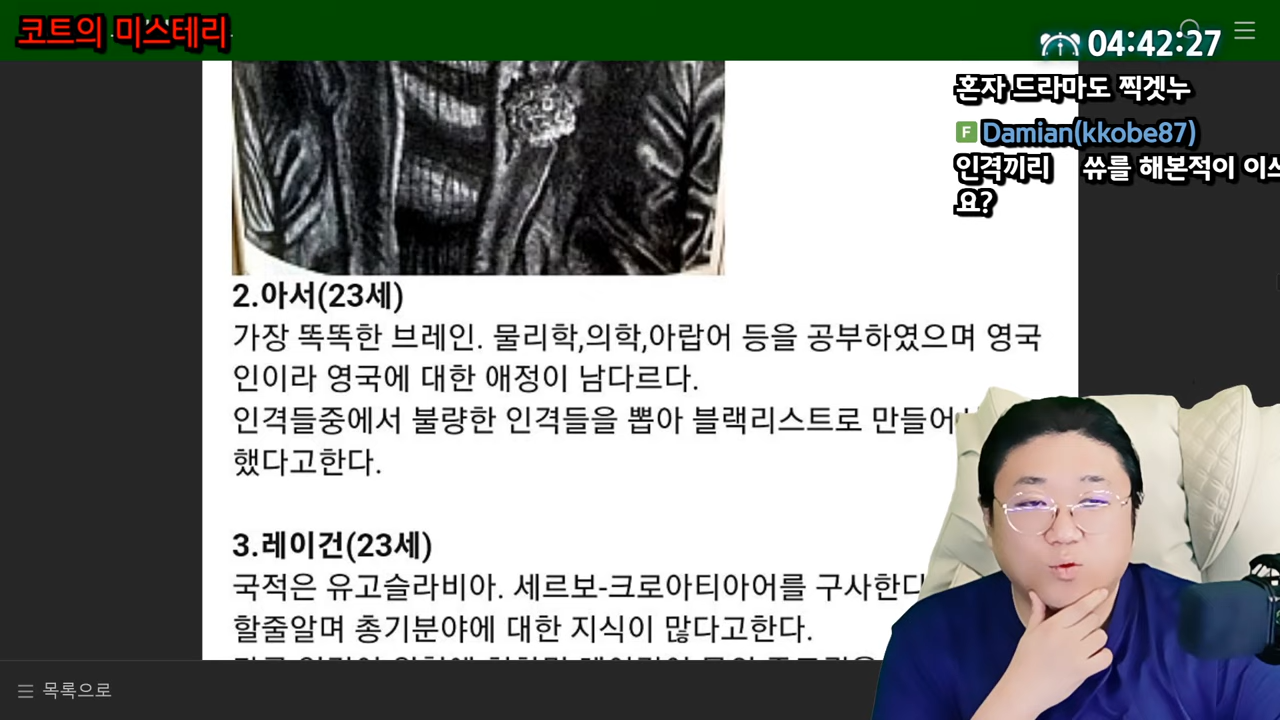 코트의 미스테리
04:42:27
혼자 드라마도 찍겟누
F Damian(kkobe87)
인격끼리 쓔를 해본적이 이쓰
요?
2.아서(23세)
가장 똑똑한 브레인. 물리학,의학,아랍어 등을 공부하였으며 영국
인이라 영국에 대한 애정이 남다르다.
인격들중에서 불량한 인격들을 뽑아 블랙리스트로 만들어
했다고한다.
3.레이건(23세)
국적은 유고슬라비아. 세르보-크로아티아어를 구사한다
할줄알며 총기분야에 대한 지식이 많다고한다.
목록으로